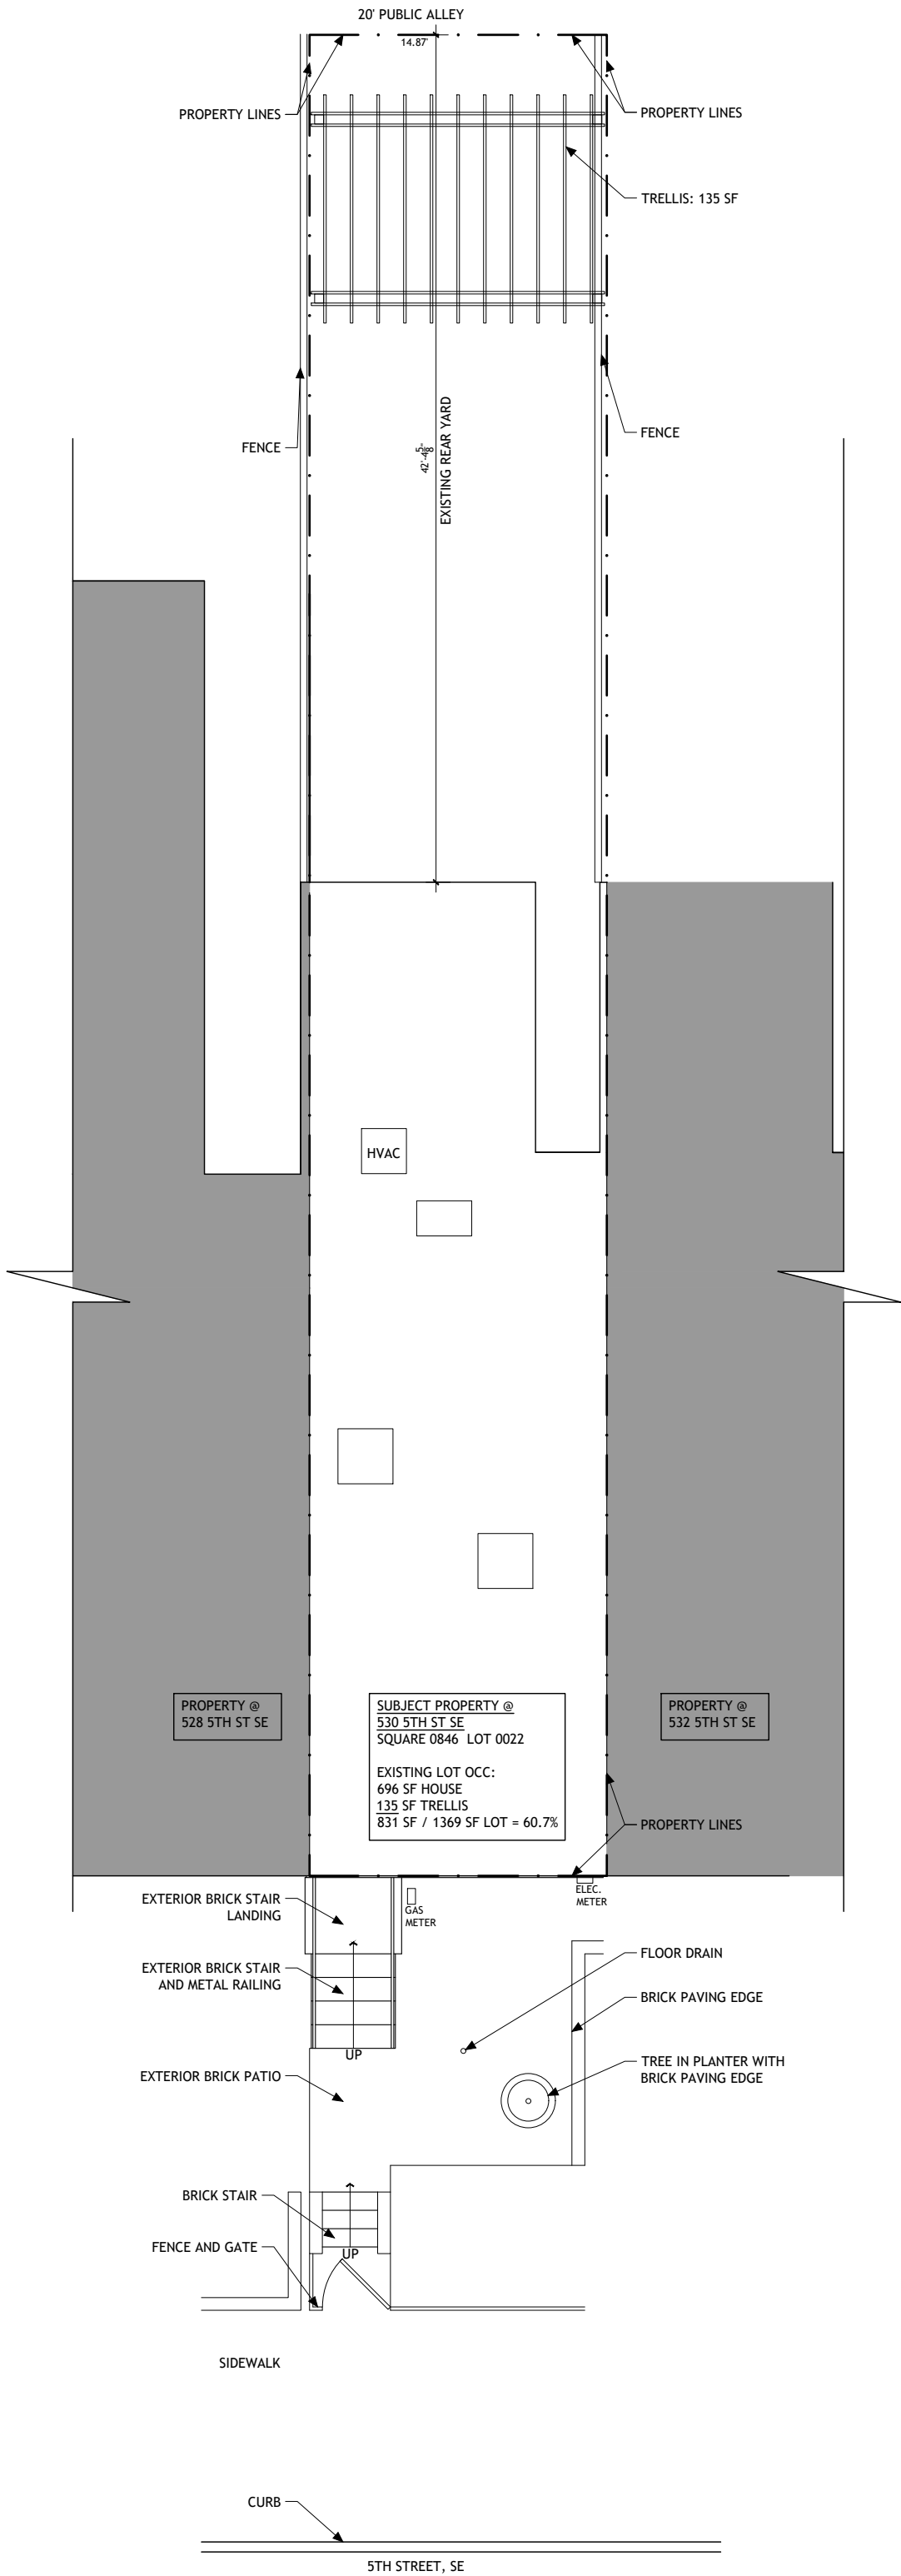 20' PUBLIC ALLEY
14.87'
PROPERTY LINES
PROPERTY LINES
TRELLIS: 135 SF
FENCE
FENCE
42'-4 5/8"
EXISTING REAR YARD
HVAC
PROPERTY @
528 5TH ST SE
SUBJECT PROPERTY @
530 5TH ST SE
SQUARE 0846 LOT 0022
EXISTING LOT OCC:
696 SF HOUSE
135 SF TRELLIS
831 SF / 1369 SF LOT = 60.7%
PROPERTY @
532 5TH ST SE
PROPERTY LINES
EXTERIOR BRICK STAIR
LANDING
GAS
METER
ELEC.
METER
EXTERIOR BRICK STAIR
AND METAL RAILING
FLOOR DRAIN
BRICK PAVING EDGE
UP
EXTERIOR BRICK PATIO
TREE IN PLANTER WITH
BRICK PAVING EDGE
BRICK STAIR
FENCE AND GATE
UP
SIDEWALK
CURB
5TH STREET, SE